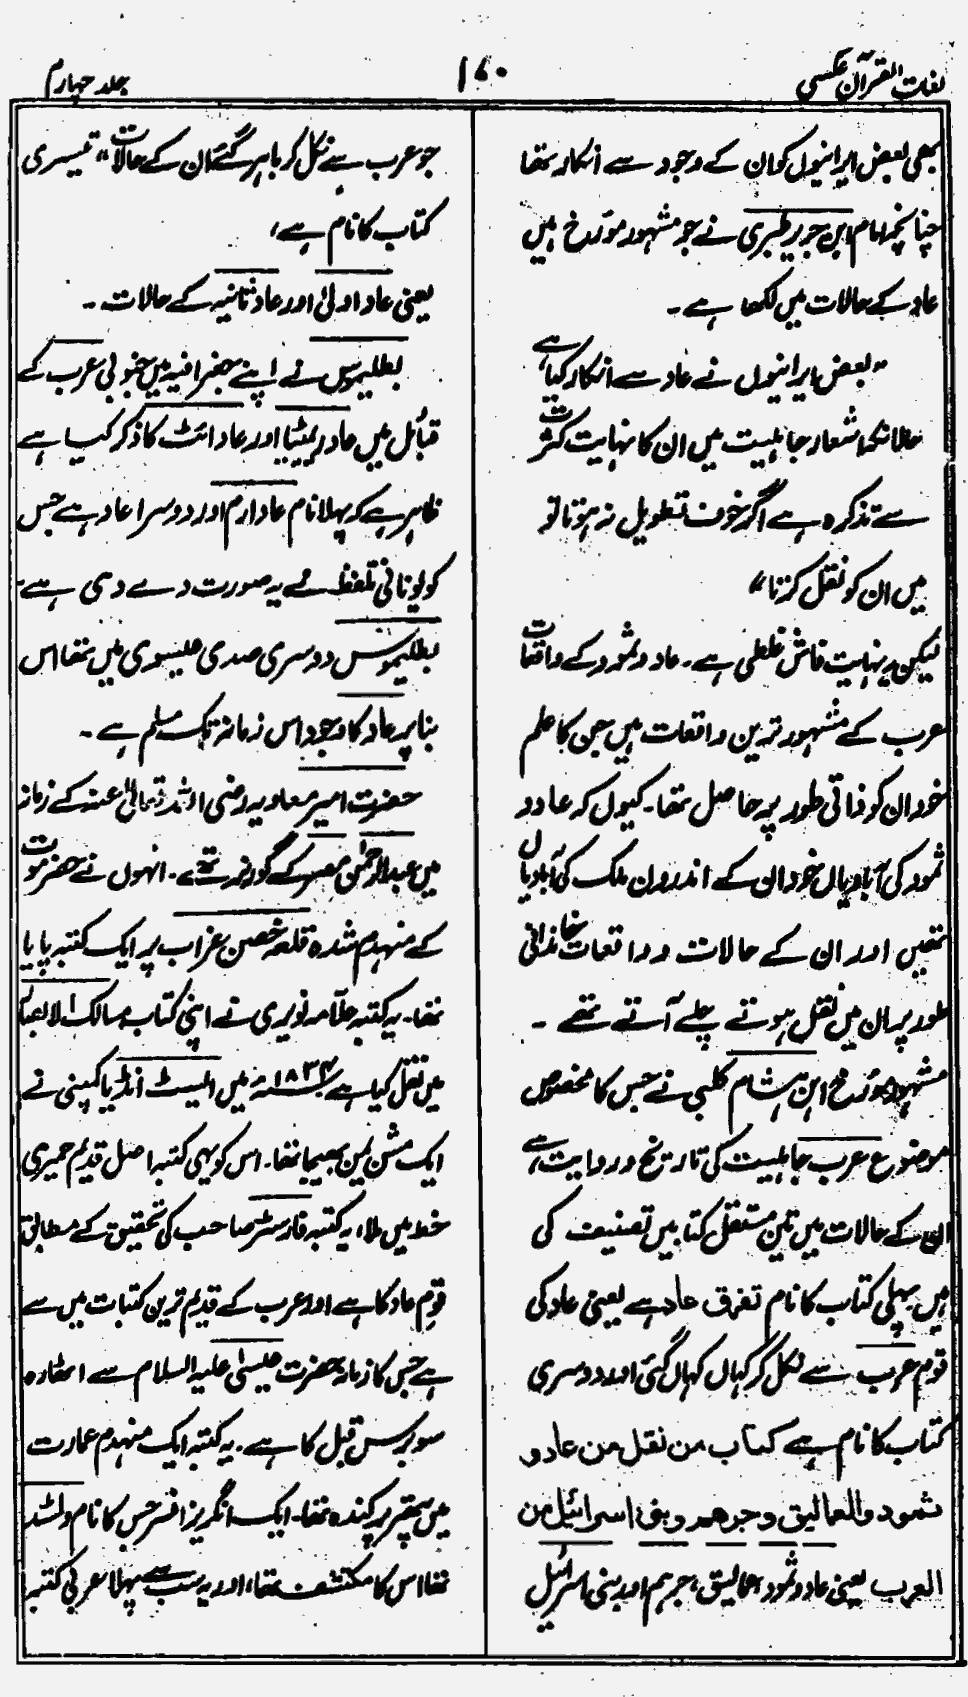 لغت القرآن عکسی
۱۷۰
جلد چہارم
بھی بعض ایرانیوں کو ان کے وجود سے انکار تھا
چنانچہ امام ابن جریر طبری نے جو مشہور مورخ ہیں
عاد کے حالات میں لکھا ہے۔
"بعض ایرانیوں نے عاد سے انکار کیا ہے
حالانکہ اشعار جاہلیت میں ان کا نہایت کثرت
سے تذکرہ ہے اگر خوف تطویل نہ ہوتا تو
میں ان کو نقل کرتا"
لیکن یہ نہایت فاش غلطی ہے۔ عاد و ثمود کے واقعات
عرب کے مشہور ترین واقعات ہیں جن کا علم
خود ان کو ذاتی طور پر حاصل تھا۔ کیوں کہ عاد و
ثمود کی آبادیاں خود ان کے اندرون ملک کی آبادیاں
تھیں اور ان کے حالات و واقعات خاندانی
طور پر ان میں نقل ہوتے چلے آتے تھے۔
مشہور مورخ ابن ہشام کلبی نے جس کا مخصوص
موضوع عرب جاہلیت کی تاریخ و روایت ہے،
ان کے حالات میں تین مستقل کتابیں تصنیف کی
ہیں پہلی کتاب کا نام تفرق عاد ہے یعنی عاد کی
قوم عرب سے نکل کر کہاں کہاں گئی اور دوسری
کتاب کا نام ہے کتاب من نقل من عاد و
ثمود والعمالیق وجرهم وبنی اسرائیل من
العرب یعنی عاد و ثمود، عمالیق، جرہم اور بنی اسرائیل
جو عرب سے نکل کر باہر گئے ان کے حالات" تیسری
کتاب کا نام ہے،
یعنی عاد اولیٰ اور عاد ثانیہ کے حالات۔
بطلیموس نے اپنے جغرافیہ میں جنوبی عرب کے
قبائل میں عاد ریمیٹیا اور عاد ائٹ کا ذکر کیا ہے
ظاہر ہے کہ پہلا نام عاد ارم اور دوسرا عاد ہے جس
کو یونانی تلفظ نے یہ صورت دے دی ہے۔
بطلیموس دوسری صدی عیسوی میں تھا اس
بنا پر عاد کا وجود اس زمانہ تک مسلم ہے۔
حضرت امیر معاویہ رضی اللہ تعالیٰ عنہ کے زمانہ
میں عبدالرحمٰن مصر کے گورنر تھے۔ انہوں نے حضرموت
کے منہدم شدہ قلعہ حصن غراب پر ایک کتبہ پایا
تھا۔ یہ کتبہ علامہ نویری نے اپنی کتاب مسالک الابصار
میں نقل کیا ہے ۱۸۳۴ء میں ایسٹ انڈیا کمپنی نے
ایک مشن یمن بھیجا تھا۔ اس کو یہی کتبہ اصل قدیم حمیری
خط میں ملا، یہ کتبہ فارسٹر صاحب کی تحقیق کے مطابق
قوم عاد کا ہے اور عرب کے قدیم ترین کتبات میں سے
ہے جس کا زمانہ حضرت عیسیٰ علیہ السلام سے اٹھارہ
سو برس قبل کا ہے۔ یہ کتبہ ایک منہدم عمارت
میں پتھر پر کندہ تھا۔ ایک انگریز افسر جس کا نام ولسٹد
تھا اس کا مکتشف تھا، اور یہ سب سے پہلا عربی کتبہ